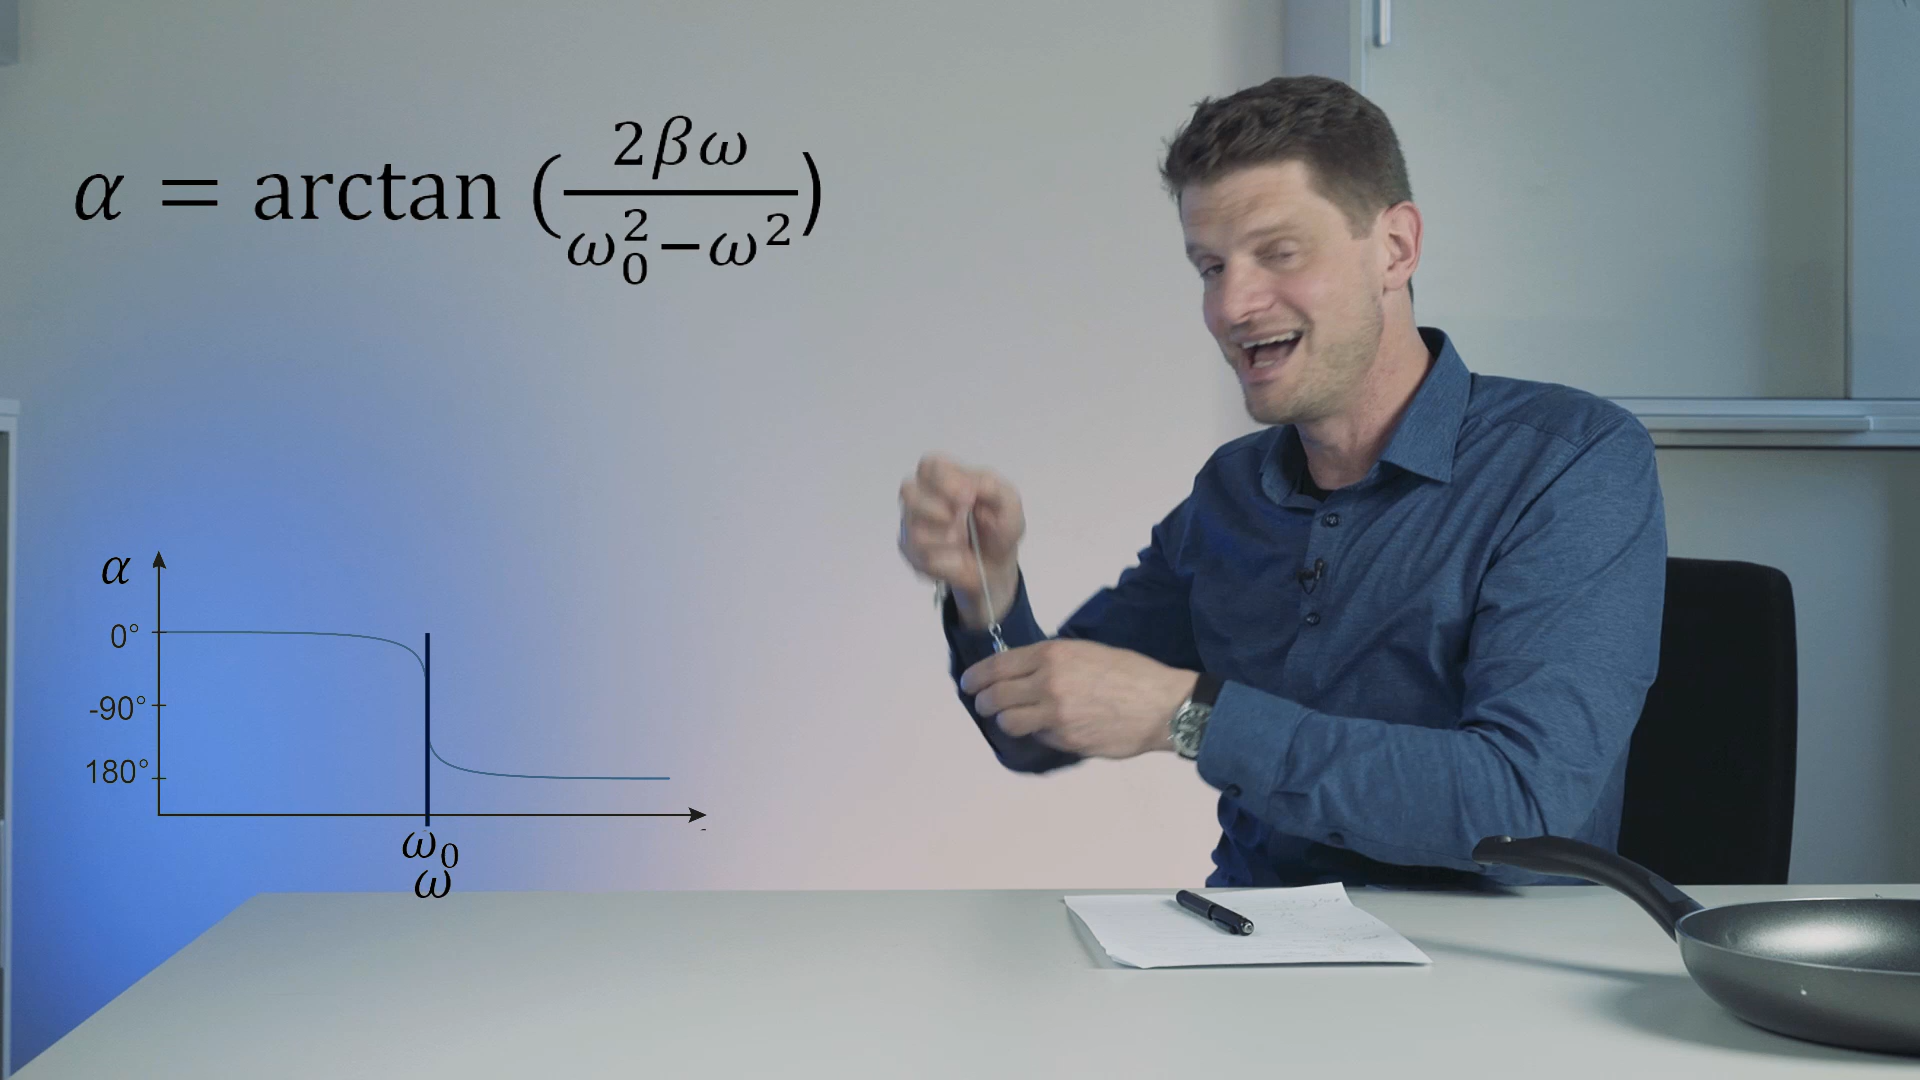 α = arctan (2βω / ω₀² − ω²)
α
0°
-90°
180°
ω₀
ω